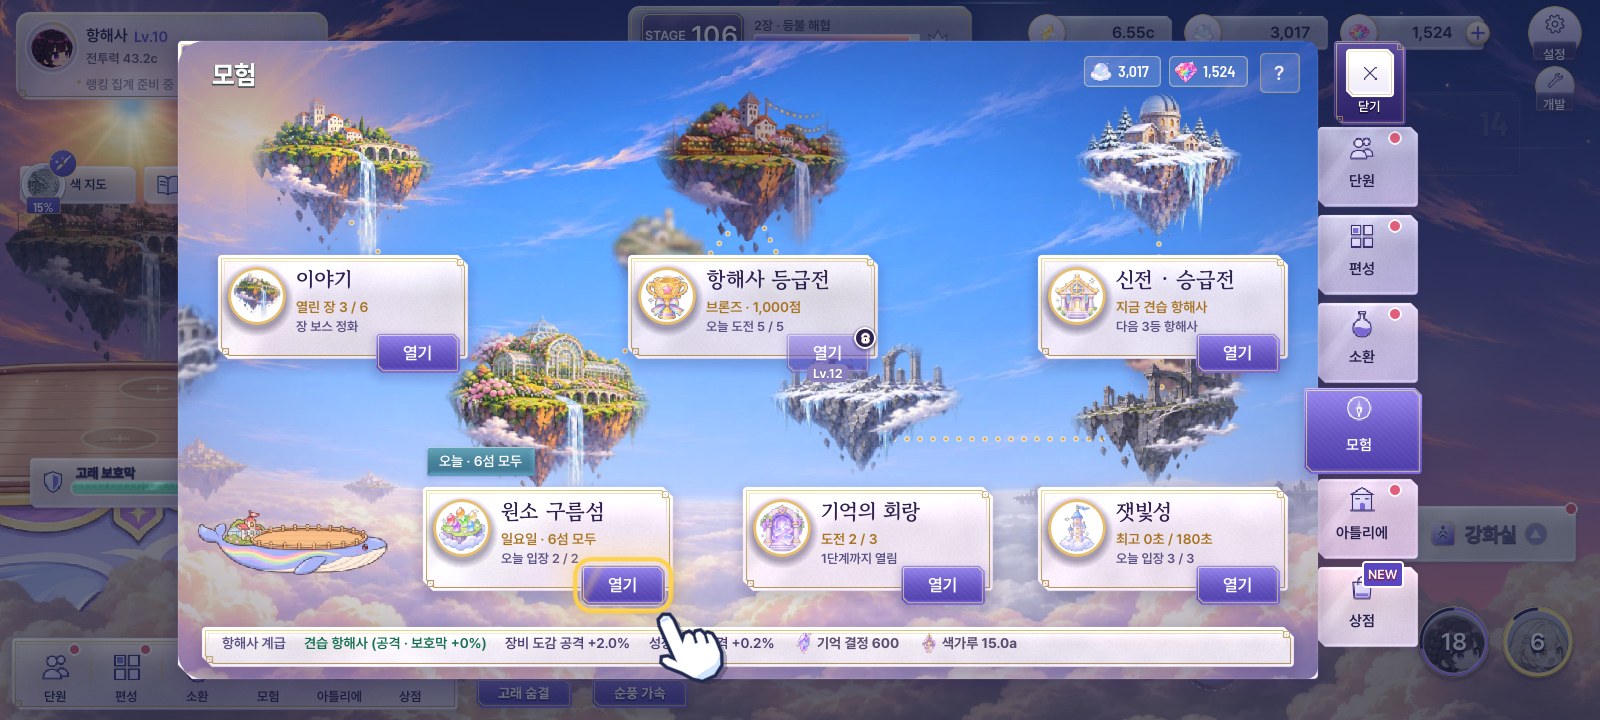 항해사 Lv.10
전투력 43.2c
랭킹 집계 준비 중
STAGE 106
2장 · 등불 해협
6.55c
3,017
1,524
설정
개발
14
색 지도
15%
고래 보호막
모험
3,017
1,524
?
닫기
이야기
열린 장 3 / 6
장 보스 정화
열기
항해사 등급전
브론즈 · 1,000점
오늘 도전 5 / 5
열기
Lv.12
신전 · 승급전
지금 견습 항해사
다음 3등 항해사
열기
오늘 · 6섬 모두
원소 구름섬
일요일 · 6섬 모두
오늘 입장 2 / 2
열기
기억의 회랑
도전 2 / 3
1단계까지 열림
열기
잿빛성
최고 0초 / 180초
오늘 입장 3 / 3
열기
항해사 계급 견습 항해사 (공격 · 보호막 +0%) 장비 도감 공격 +2.0% +0.2% 기억 결정 600 색가루 15.0a
단원
편성
소환
모험
아틀리에
NEW
상점
강화실
18
6
단원
편성
소환
모험
아틀리에
상점
고래 숨결
순풍 가속